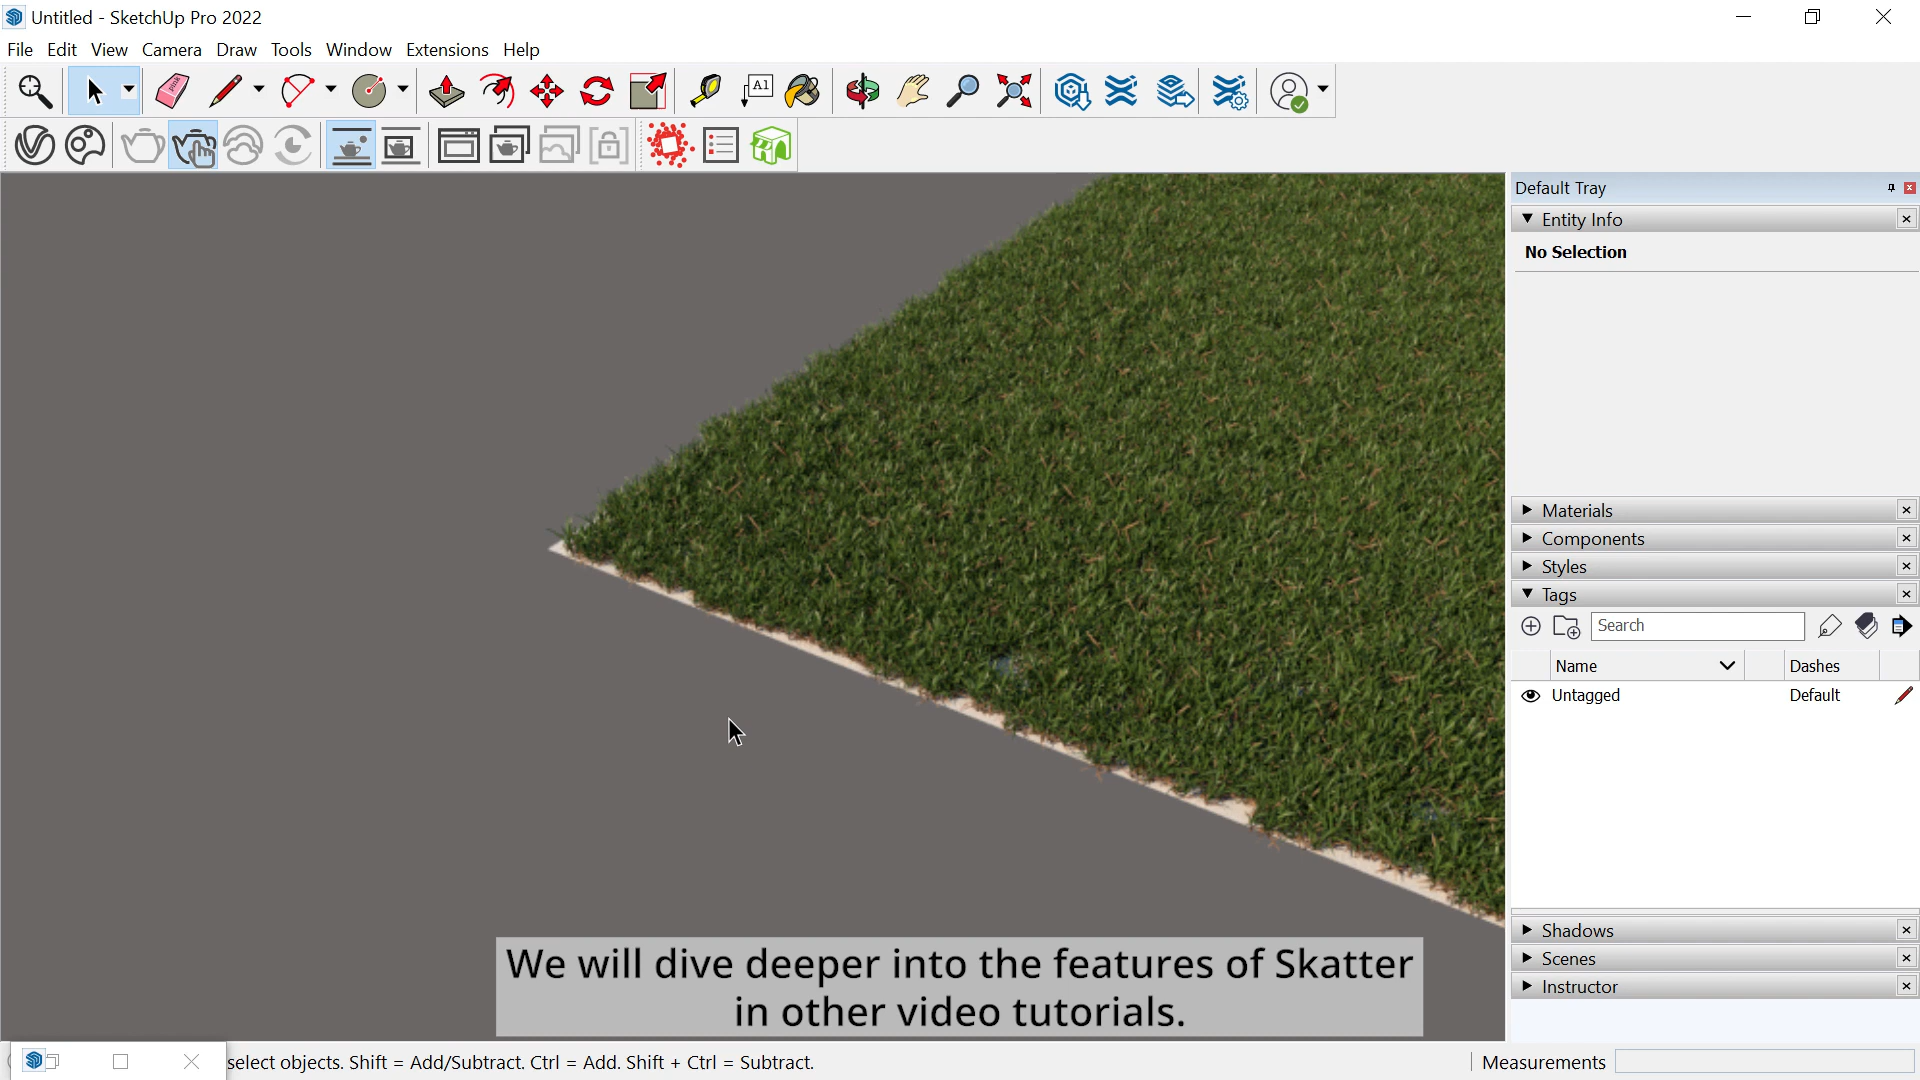 Untitled - SketchUp Pro 2022
File Edit View Camera Draw Tools Window Extensions Help
A1
Default Tray
Entity Info
No Selection
Materials
Components
Styles
Tags
Search
Name Dashes
Untagged Default
Shadows
Scenes
Instructor
We will dive deeper into the features of Skatter
in other video tutorials.
select objects. Shift = Add/Subtract. Ctrl = Add. Shift + Ctrl = Subtract.
Measurements